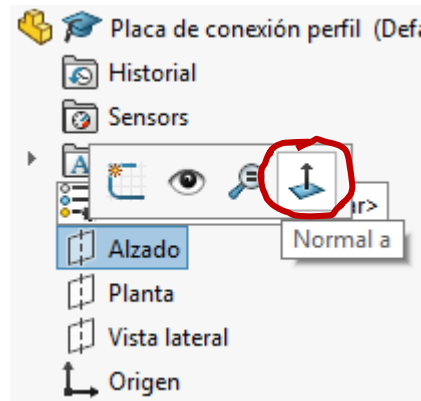 Placa de conexión perfil (Defa
Historial
Sensors
A
ar>
Normal a
Alzado
Planta
Vista lateral
Origen